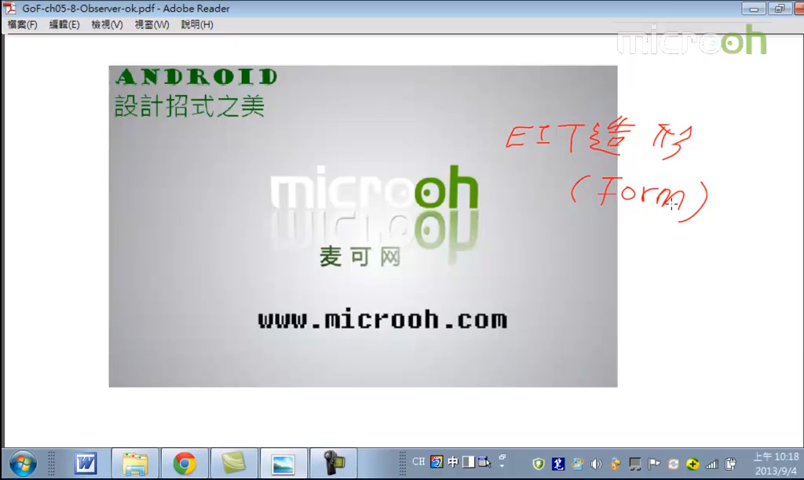 GoF-ch05-8-Observer-ok.pdf - Adobe Reader
檔案(F) 編輯(E) 檢視(V) 視窗(W) 說明(H)
microoh
ANDROID
設計招式之美
EIT造形
(Form)
microoh
麦可网
www.microoh.com
CH 中
上午 10:18
2013/9/4